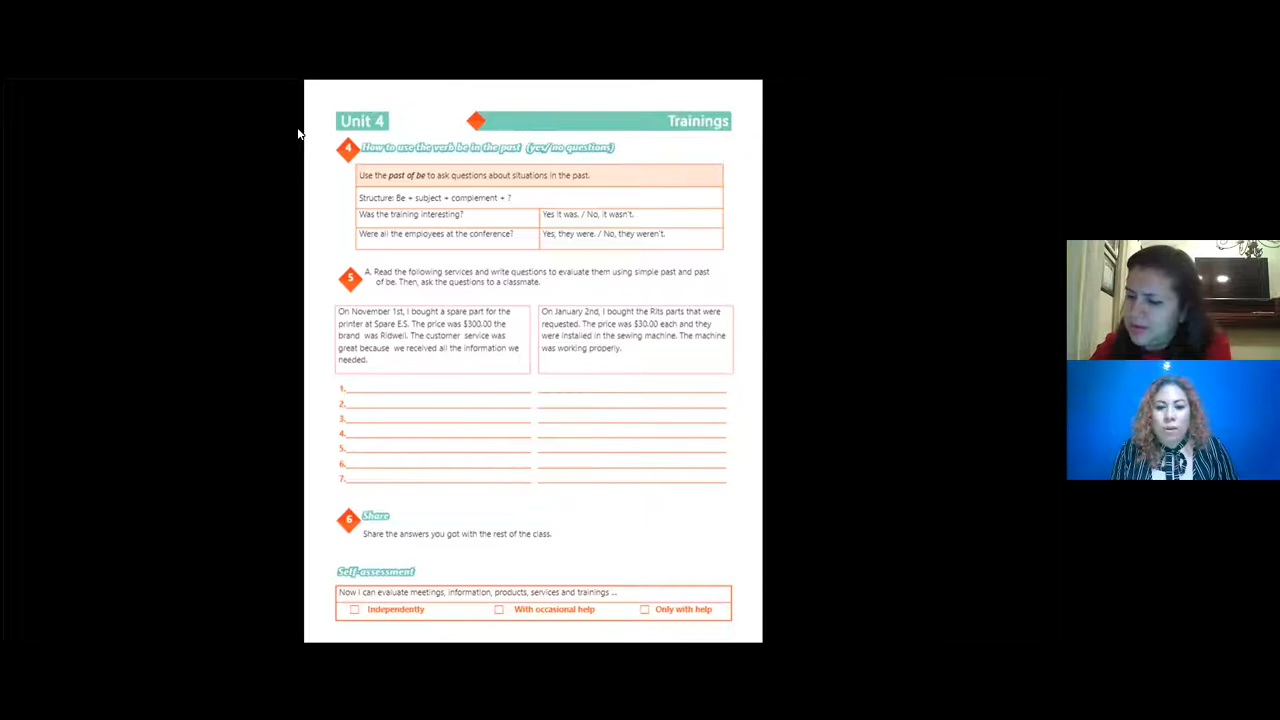 Unit 4
Trainings
4
How to use the verb be in the past (yes/no questions)
Use the past of be to ask questions about situations in the past.
Structure: Be + subject + complement + ?
Was the training interesting?
Yes it was. / No, it wasn't.
Were all the employees at the conference?
Yes, they were. / No, they weren't.
5
A. Read the following services and write questions to evaluate them using simple past and past
of be. Then, ask the questions to a classmate.
On November 1st, I bought a spare part for the
printer at Spare E.S. The price was $300.00 the
brand was Ridwell. The customer service was
great because we received all the information we
needed.
On January 2nd, I bought the Rits parts that were
requested. The price was $30.00 each and they
were installed in the sewing machine. The machine
was working properly.
1.
2.
3.
4.
5.
6.
7.
6
Share
Share the answers you got with the rest of the class.
Self-assessment
Now I can evaluate meetings, information, products, services and trainings ...
Independently
With occasional help
Only with help